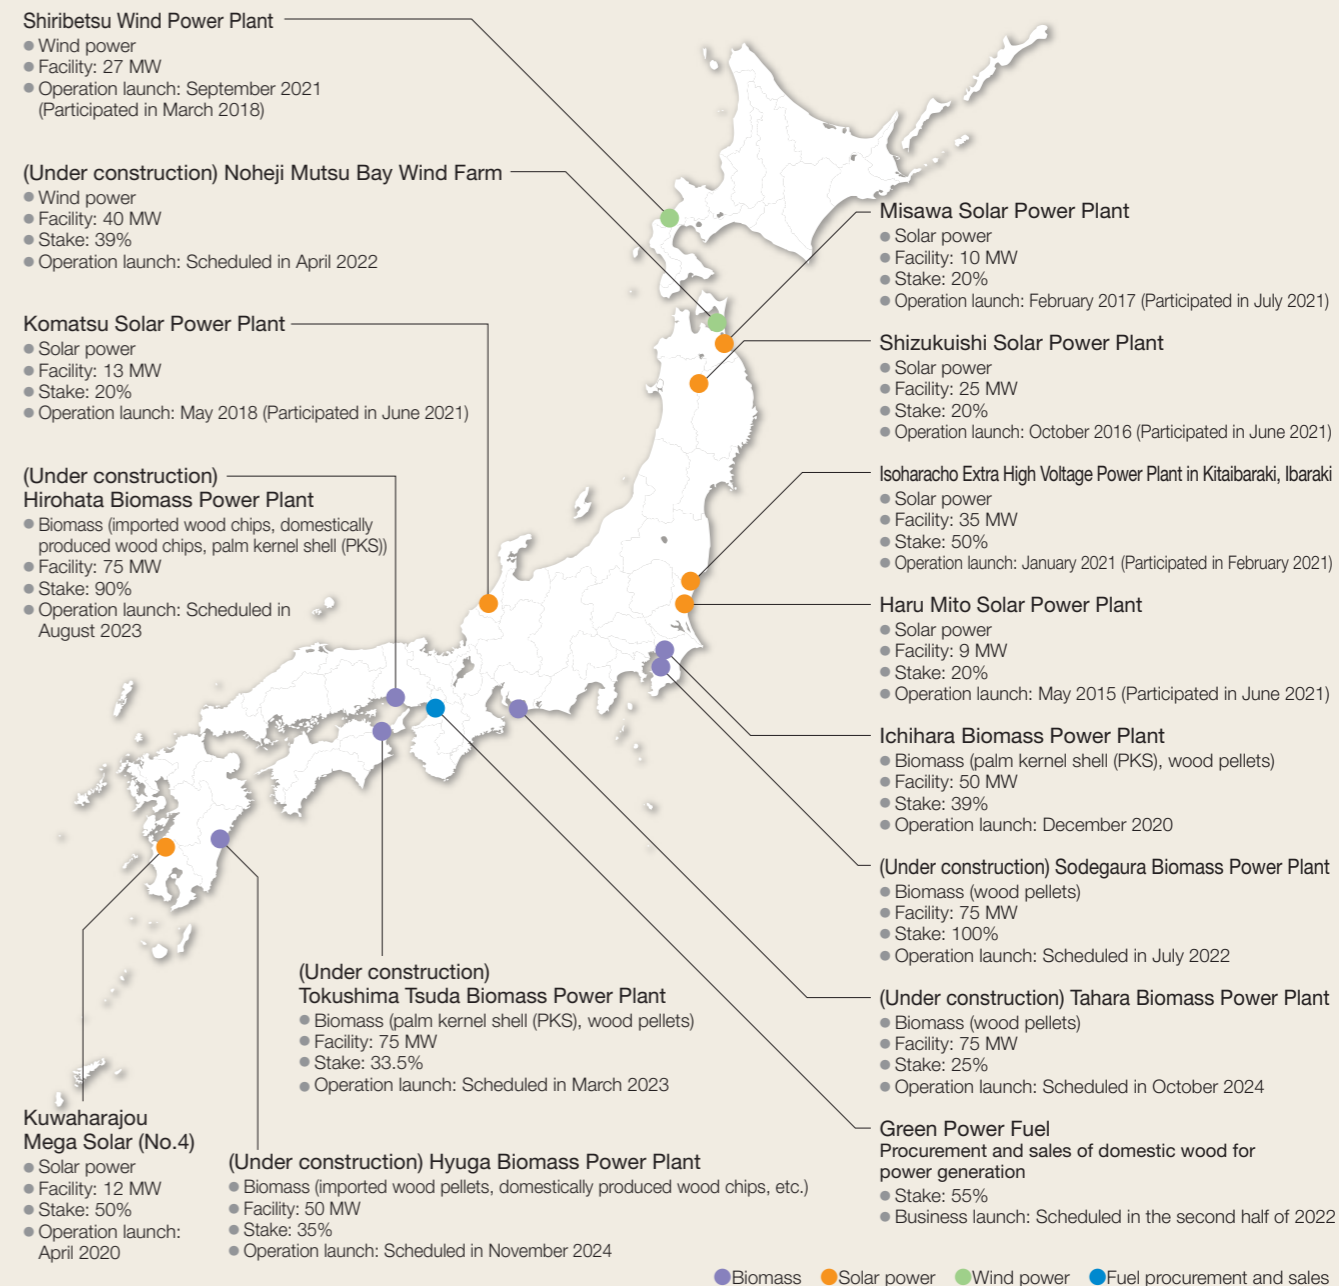 Shiribetsu Wind Power Plant
● Wind power
● Facility: 27 MW
● Operation launch: September 2021
(Participated in March 2018)
(Under construction) Noheji Mutsu Bay Wind Farm
● Wind power
● Facility: 40 MW
● Stake: 39%
● Operation launch: Scheduled in April 2022
Komatsu Solar Power Plant
● Solar power
● Facility: 13 MW
● Stake: 20%
● Operation launch: May 2018 (Participated in June 2021)
(Under construction)
Hirohata Biomass Power Plant
● Biomass (imported wood chips, domestically
produced wood chips, palm kernel shell (PKS))
● Facility: 75 MW
● Stake: 90%
● Operation launch: Scheduled in
August 2023
Misawa Solar Power Plant
● Solar power
● Facility: 10 MW
● Stake: 20%
● Operation launch: February 2017 (Participated in July 2021)
Shizukuishi Solar Power Plant
● Solar power
● Facility: 25 MW
● Stake: 20%
● Operation launch: October 2016 (Participated in June 2021)
Isoharacho Extra High Voltage Power Plant in Kitaibaraki, Ibaraki
● Solar power
● Facility: 35 MW
● Stake: 50%
● Operation launch: January 2021 (Participated in February 2021)
Haru Mito Solar Power Plant
● Solar power
● Facility: 9 MW
● Stake: 20%
● Operation launch: May 2015 (Participated in June 2021)
Ichihara Biomass Power Plant
● Biomass (palm kernel shell (PKS), wood pellets)
● Facility: 50 MW
● Stake: 39%
● Operation launch: December 2020
(Under construction) Sodegaura Biomass Power Plant
● Biomass (wood pellets)
● Facility: 75 MW
● Stake: 100%
● Operation launch: Scheduled in July 2022
(Under construction) Tahara Biomass Power Plant
● Biomass (wood pellets)
● Facility: 75 MW
● Stake: 25%
● Operation launch: Scheduled in October 2024
Green Power Fuel
Procurement and sales of domestic wood for
power generation
● Stake: 55%
● Business launch: Scheduled in the second half of 2022
(Under construction)
Tokushima Tsuda Biomass Power Plant
● Biomass (palm kernel shell (PKS), wood pellets)
● Facility: 75 MW
● Stake: 33.5%
● Operation launch: Scheduled in March 2023
Kuwaharajou
Mega Solar (No.4)
● Solar power
● Facility: 12 MW
● Stake: 50%
● Operation launch:
April 2020
(Under construction) Hyuga Biomass Power Plant
● Biomass (imported wood pellets, domestically produced wood chips, etc.)
● Facility: 50 MW
● Stake: 35%
● Operation launch: Scheduled in November 2024
●Biomass ●Solar power ●Wind power ●Fuel procurement and sales